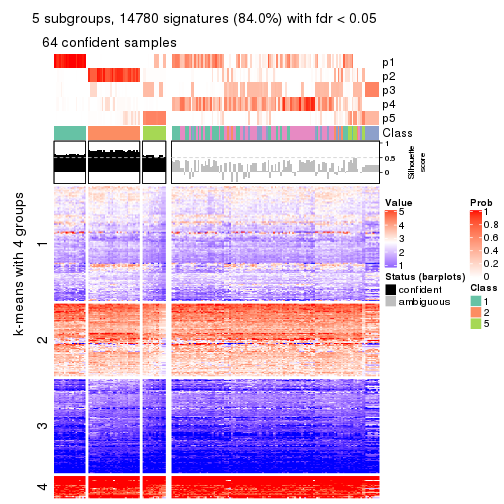 5 subgroups, 14780 signatures (84.0%) with fdr < 0.05
64 confident samples
p1
p2
p3
p4
p5
Class
1
0.5
0
Silhouette
score
k-means with 4 groups
1
2
3
4
Value
5
4
3
2
1
Status (barplots)
confident
ambiguous
Prob
1
0.8
0.6
0.4
0.2
0
Class
1
2
5